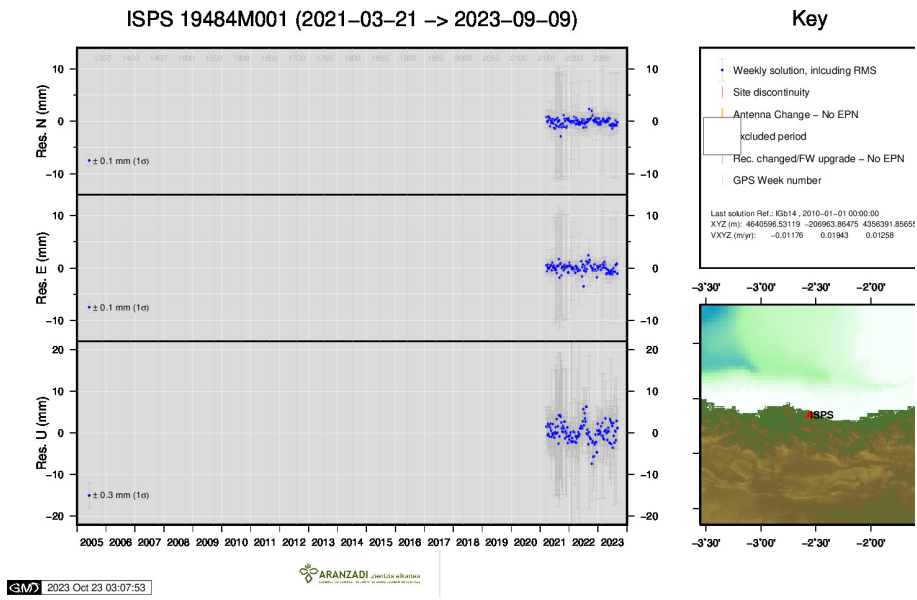 ISPS 19484M001 (2021−03−21 −> 2023−09−09)
Key
1350 1400 1450 1500 1550 1600 1650 1700 1750 1800 1850 1900 1950 2000 2050 2100 2150 2200 2250
Res. N (mm)
10 10
0 0
−10 −10
± 0.1 mm (1σ)
Res. E (mm)
10 10
0 0
−10 −10
± 0.1 mm (1σ)
Res. U (mm)
20 20
10 10
0 0
−10 −10
−20 −20
± 0.3 mm (1σ)
2005 2006 2007 2008 2009 2010 2011 2012 2013 2014 2015 2016 2017 2018 2019 2020 2021 2022 2023
Weekly solution, inlcuding RMS
Site discontinuity
Antenna Change − No EPN
xcluded period
Rec. changed/FW upgrade − No EPN
GPS Week number
Last solution Ref.: IGb14 , 2010−01−01 00:00:00
XYZ (m): 4640596.53119 −206963.86475 4356391.85655
VXYZ (m/yr): −0.01176 0.01943 0.01258
−3˚30' −3˚00' −2˚30' −2˚00'
ISPS
−3˚30' −3˚00' −2˚30' −2˚00'
GMT 2023 Oct 23 03:07:53
ARANZADI zientzia elkartea